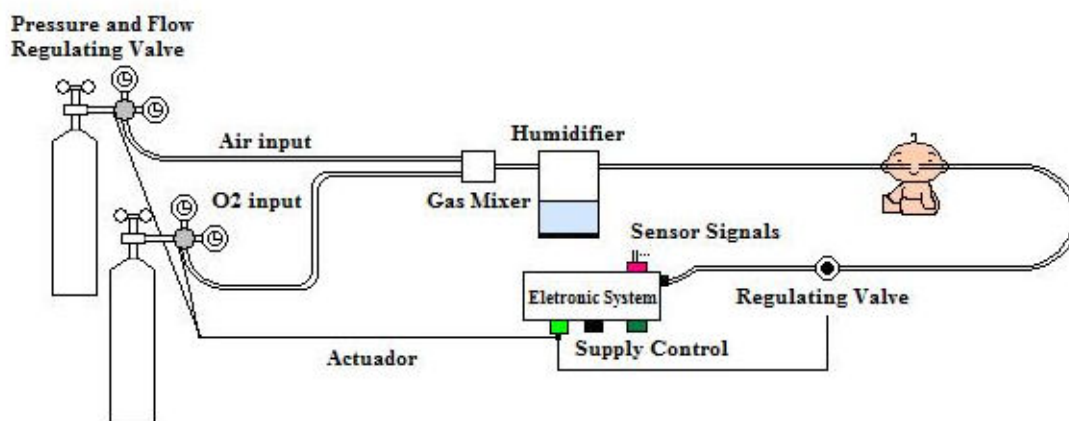 Pressure and Flow
Regulating Valve
Air input
Humidifier
O2 input
Gas Mixer
Sensor Signals
Eletronic System
Regulating Valve
Supply Control
Actuador